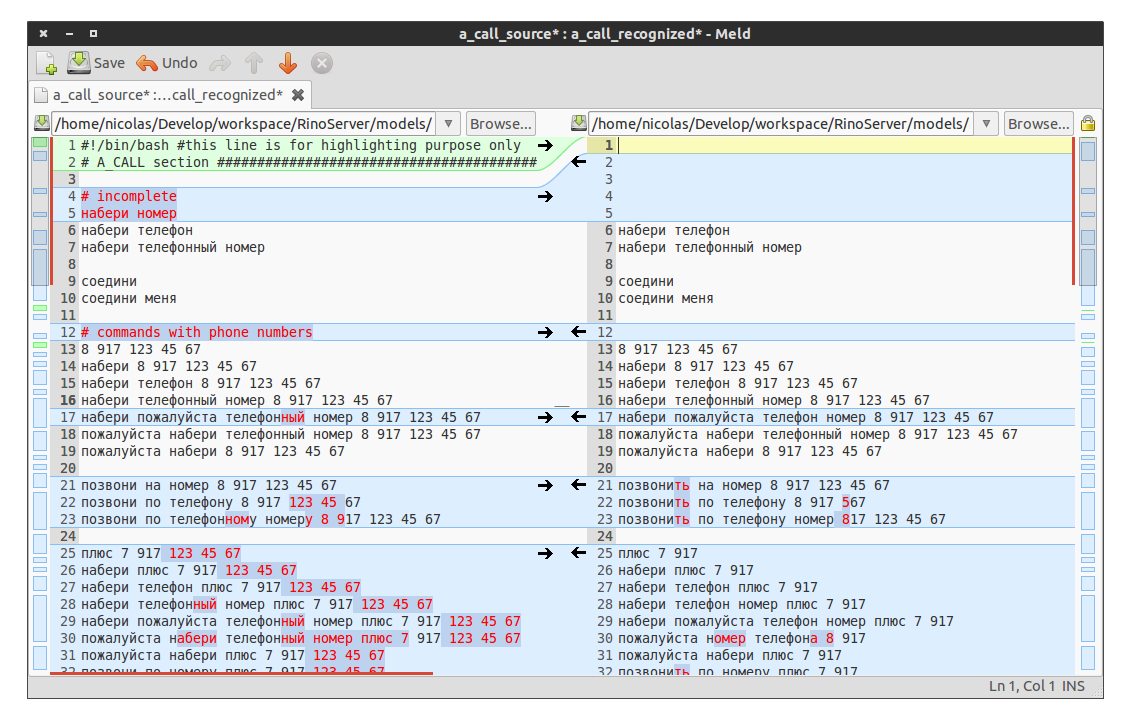 a_call_source* : a_call_recognized* - Meld
Save Undo
a_call_source* :…call_recognized*
/home/nicolas/Develop/workspace/RinoServer/models/ Browse... /home/nicolas/Develop/workspace/RinoServer/models/ Browse...
1 #!/bin/bash #this line is for highlighting purpose only
2 # A_CALL section ########################################
3
4 # incomplete
5 набери номер
6 набери телефон
7 набери телефонный номер
8
9 соедини
10 соедини меня
11
12 # commands with phone numbers
13 8 917 123 45 67
14 набери 8 917 123 45 67
15 набери телефон 8 917 123 45 67
16 набери телефонный номер 8 917 123 45 67
17 набери пожалуйста телефонный номер 8 917 123 45 67
18 пожалуйста набери телефонный номер 8 917 123 45 67
19 пожалуйста набери 8 917 123 45 67
20
21 позвони на номер 8 917 123 45 67
22 позвони по телефону 8 917 123 45 67
23 позвони по телефонному номеру 8 917 123 45 67
24
25 плюс 7 917 123 45 67
26 набери плюс 7 917 123 45 67
27 набери телефон плюс 7 917 123 45 67
28 набери телефонный номер плюс 7 917 123 45 67
29 набери пожалуйста телефонный номер плюс 7 917 123 45 67
30 пожалуйста набери телефонный номер плюс 7 917 123 45 67
31 пожалуйста набери плюс 7 917 123 45 67
32 позвони по номеру плюс 7 917 123 45 67
1
2
3
4
5
6 набери телефон
7 набери телефонный номер
8
9 соедини
10 соедини меня
11
12
13 8 917 123 45 67
14 набери 8 917 123 45 67
15 набери телефон 8 917 123 45 67
16 набери телефонный номер 8 917 123 45 67
17 набери пожалуйста телефон номер 8 917 123 45 67
18 пожалуйста набери телефонный номер 8 917 123 45 67
19 пожалуйста набери 8 917 123 45 67
20
21 позвонить на номер 8 917 123 45 67
22 позвонить по телефону 8 917 567
23 позвонить по телефону номер 817 123 45 67
24
25 плюс 7 917
26 набери плюс 7 917
27 набери телефон плюс 7 917
28 набери телефон номер плюс 7 917
29 набери пожалуйста телефон номер плюс 7 917
30 пожалуйста номер телефона 8 917
31 пожалуйста набери плюс 7 917
32 позвонить по номеру плюс 7 917
Ln 1, Col 1 INS